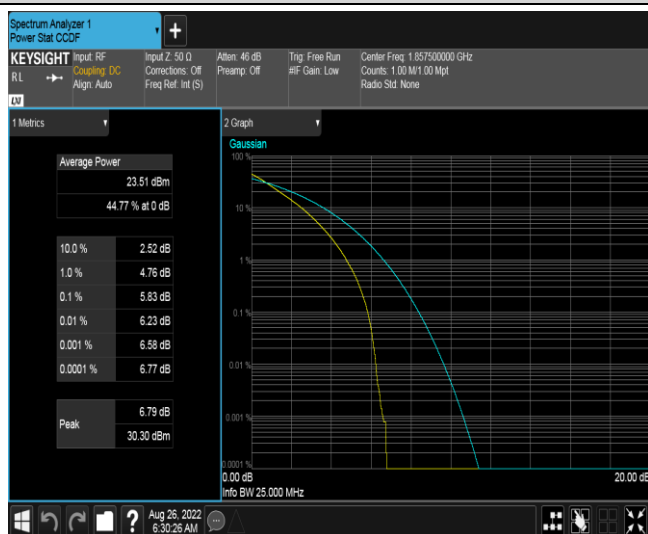 Spectrum Analyzer 1
Power Stat CCDF
+
KEYSIGHT
R L
LXI
Input: RF
Coupling: DC
Align: Auto
Input Z: 50 Ω
Corrections: Off
Freq Ref: Int (S)
Atten: 46 dB
Preamp: Off
Trig: Free Run
#IF Gain: Low
Center Freq: 1.857500000 GHz
Counts: 1.00 M/1.00 Mpt
Radio Std: None
1 Metrics
Average Power
23.51 dBm
44.77 % at 0 dB
10.0 % 2.52 dB
1.0 % 4.76 dB
0.1 % 5.83 dB
0.01 % 6.23 dB
0.001 % 6.58 dB
0.0001 % 6.77 dB
Peak
6.79 dB
30.30 dBm
2 Graph
Gaussian
100 %
10 %
1 %
0.1 %
0.01 %
0.001 %
0.0001 %
0.00 dB
20.00 dB
Info BW 25.000 MHz
?
Aug 26, 2022
6:30:26 AM